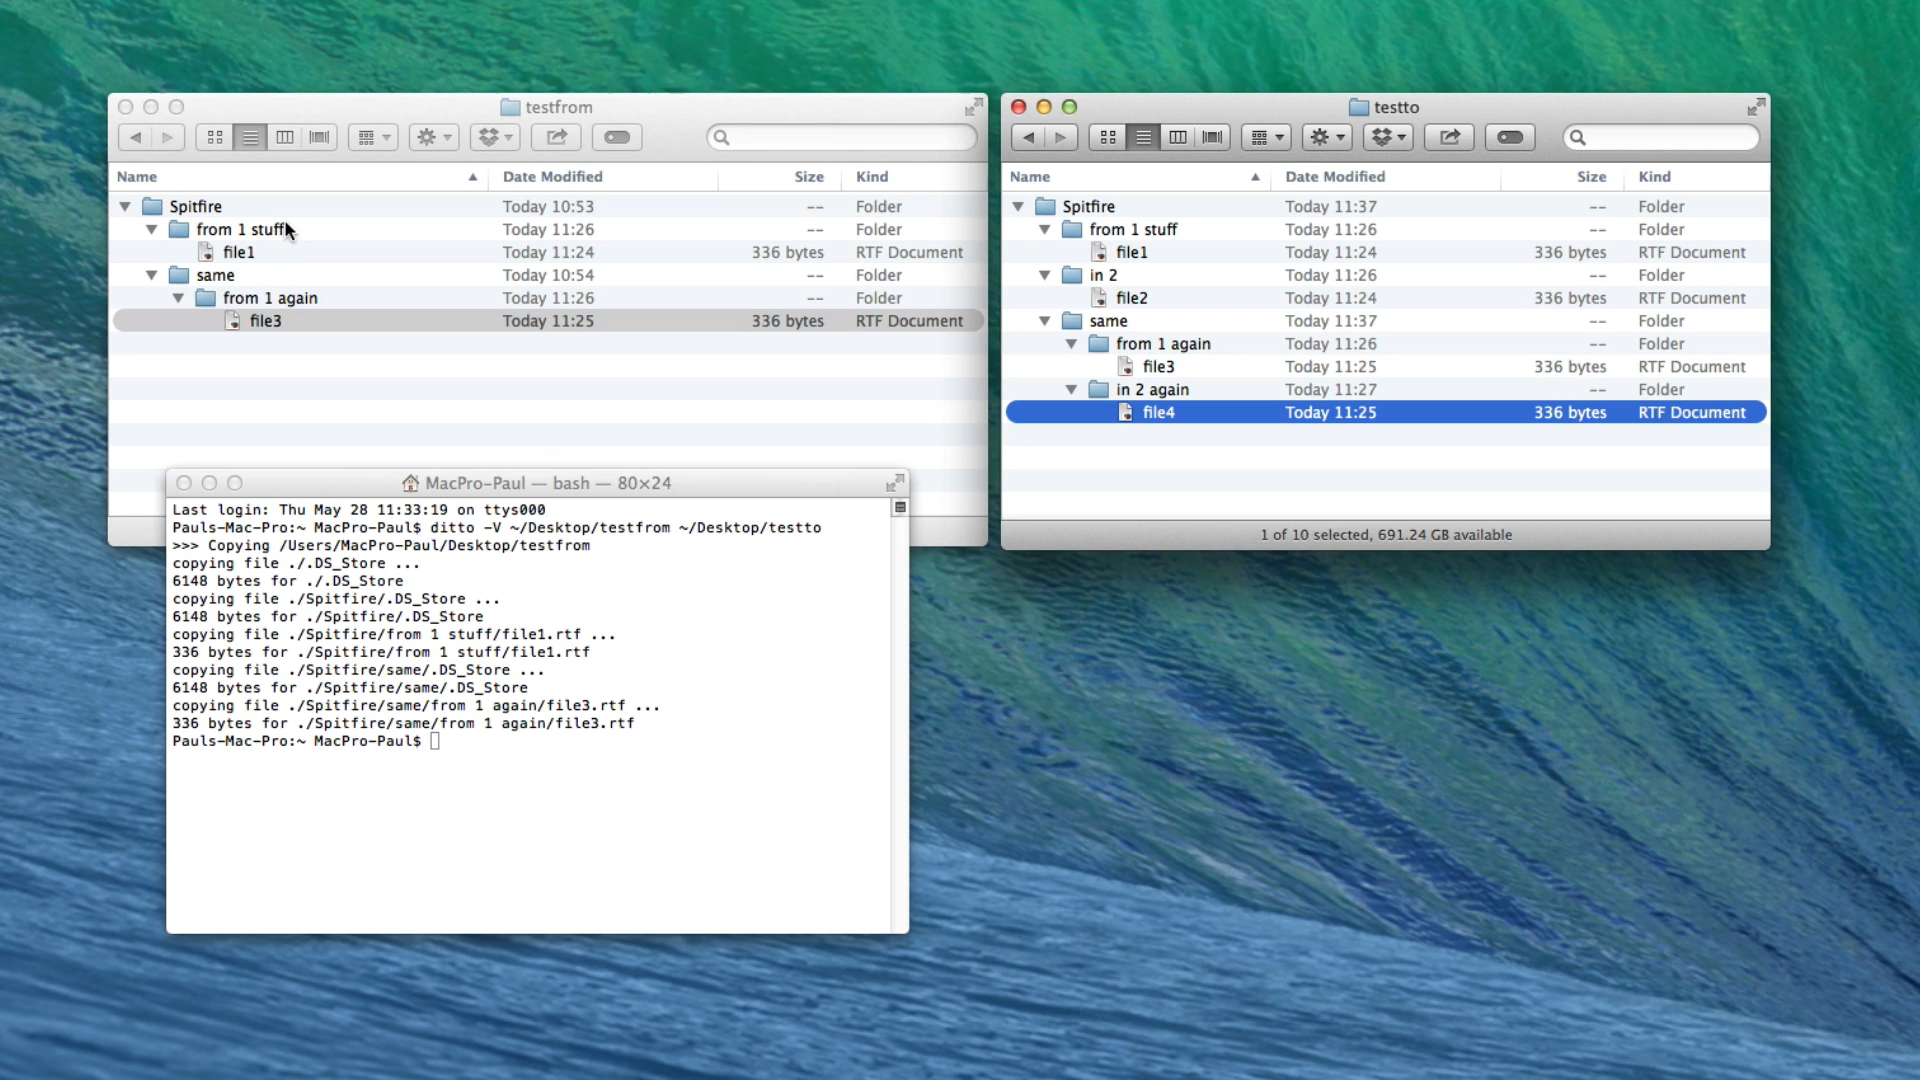 testfrom
Name Date Modified Size Kind
Spitfire Today 10:53 -- Folder
from 1 stuff Today 11:26 -- Folder
file1 Today 11:24 336 bytes RTF Document
same Today 10:54 -- Folder
from 1 again Today 11:26 -- Folder
file3 Today 11:25 336 bytes RTF Document
testto
Name Date Modified Size Kind
Spitfire Today 11:37 -- Folder
from 1 stuff Today 11:26 -- Folder
file1 Today 11:24 336 bytes RTF Document
in 2 Today 11:26 -- Folder
file2 Today 11:24 336 bytes RTF Document
same Today 11:37 -- Folder
from 1 again Today 11:26 -- Folder
file3 Today 11:25 336 bytes RTF Document
in 2 again Today 11:27 -- Folder
file4 Today 11:25 336 bytes RTF Document
1 of 10 selected, 691.24 GB available
MacPro-Paul — bash — 80×24
Last login: Thu May 28 11:33:19 on ttys000
Pauls-Mac-Pro:~ MacPro-Paul$ ditto -V ~/Desktop/testfrom ~/Desktop/testto
>>> Copying /Users/MacPro-Paul/Desktop/testfrom
copying file ./.DS_Store ...
6148 bytes for ./.DS_Store
copying file ./Spitfire/.DS_Store ...
6148 bytes for ./Spitfire/.DS_Store
copying file ./Spitfire/from 1 stuff/file1.rtf ...
336 bytes for ./Spitfire/from 1 stuff/file1.rtf
copying file ./Spitfire/same/.DS_Store ...
6148 bytes for ./Spitfire/same/.DS_Store
copying file ./Spitfire/same/from 1 again/file3.rtf ...
336 bytes for ./Spitfire/same/from 1 again/file3.rtf
Pauls-Mac-Pro:~ MacPro-Paul$